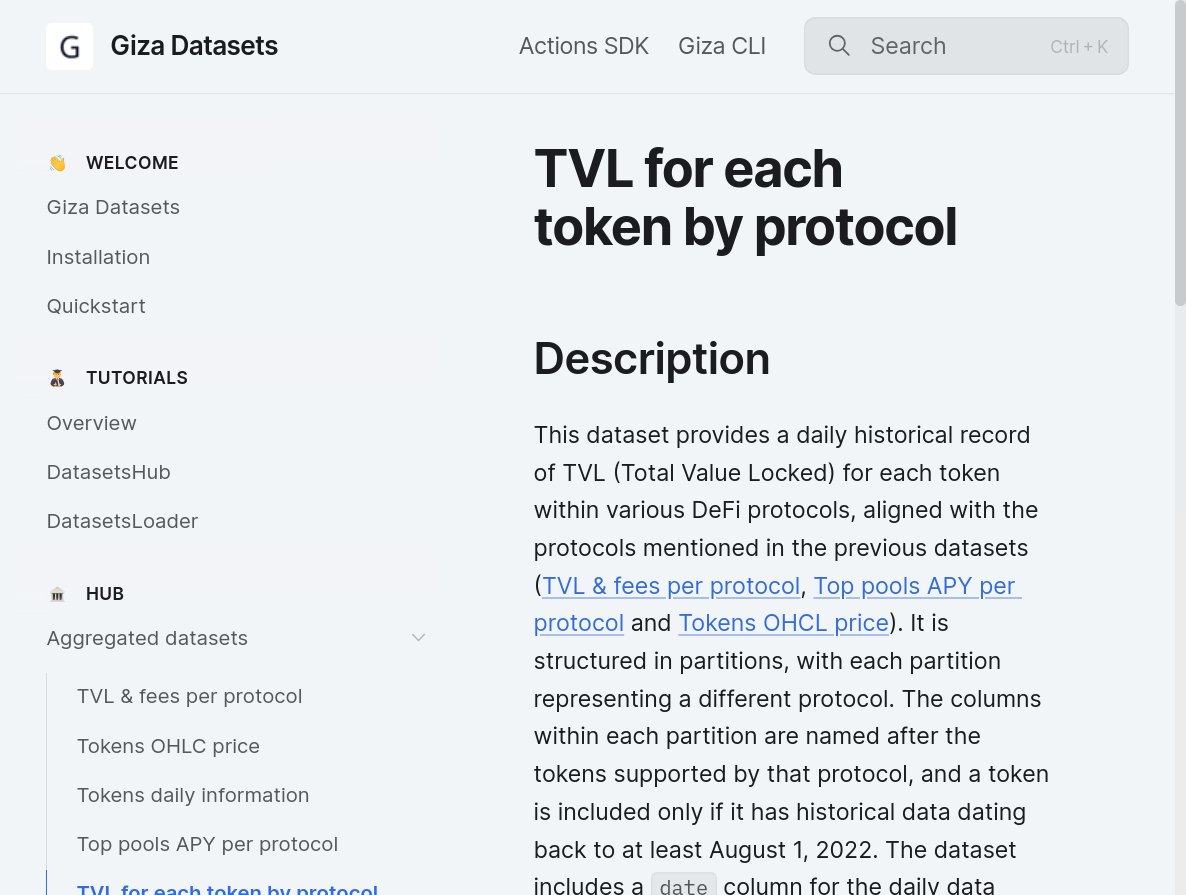 G Giza Datasets
Actions SDK Giza CLI Search Ctrl + K
WELCOME
Giza Datasets
Installation
Quickstart
TUTORIALS
Overview
DatasetsHub
DatasetsLoader
HUB
Aggregated datasets
TVL & fees per protocol
Tokens OHLC price
Tokens daily information
Top pools APY per protocol
TVL for each token by protocol
TVL for each
token by protocol
Description
This dataset provides a daily historical record
of TVL (Total Value Locked) for each token
within various DeFi protocols, aligned with the
protocols mentioned in the previous datasets
(TVL & fees per protocol, Top pools APY per
protocol and Tokens OHCL price). It is
structured in partitions, with each partition
representing a different protocol. The columns
within each partition are named after the
tokens supported by that protocol, and a token
is included only if it has historical data dating
back to at least August 1, 2022. The dataset
includes a date column for the daily data